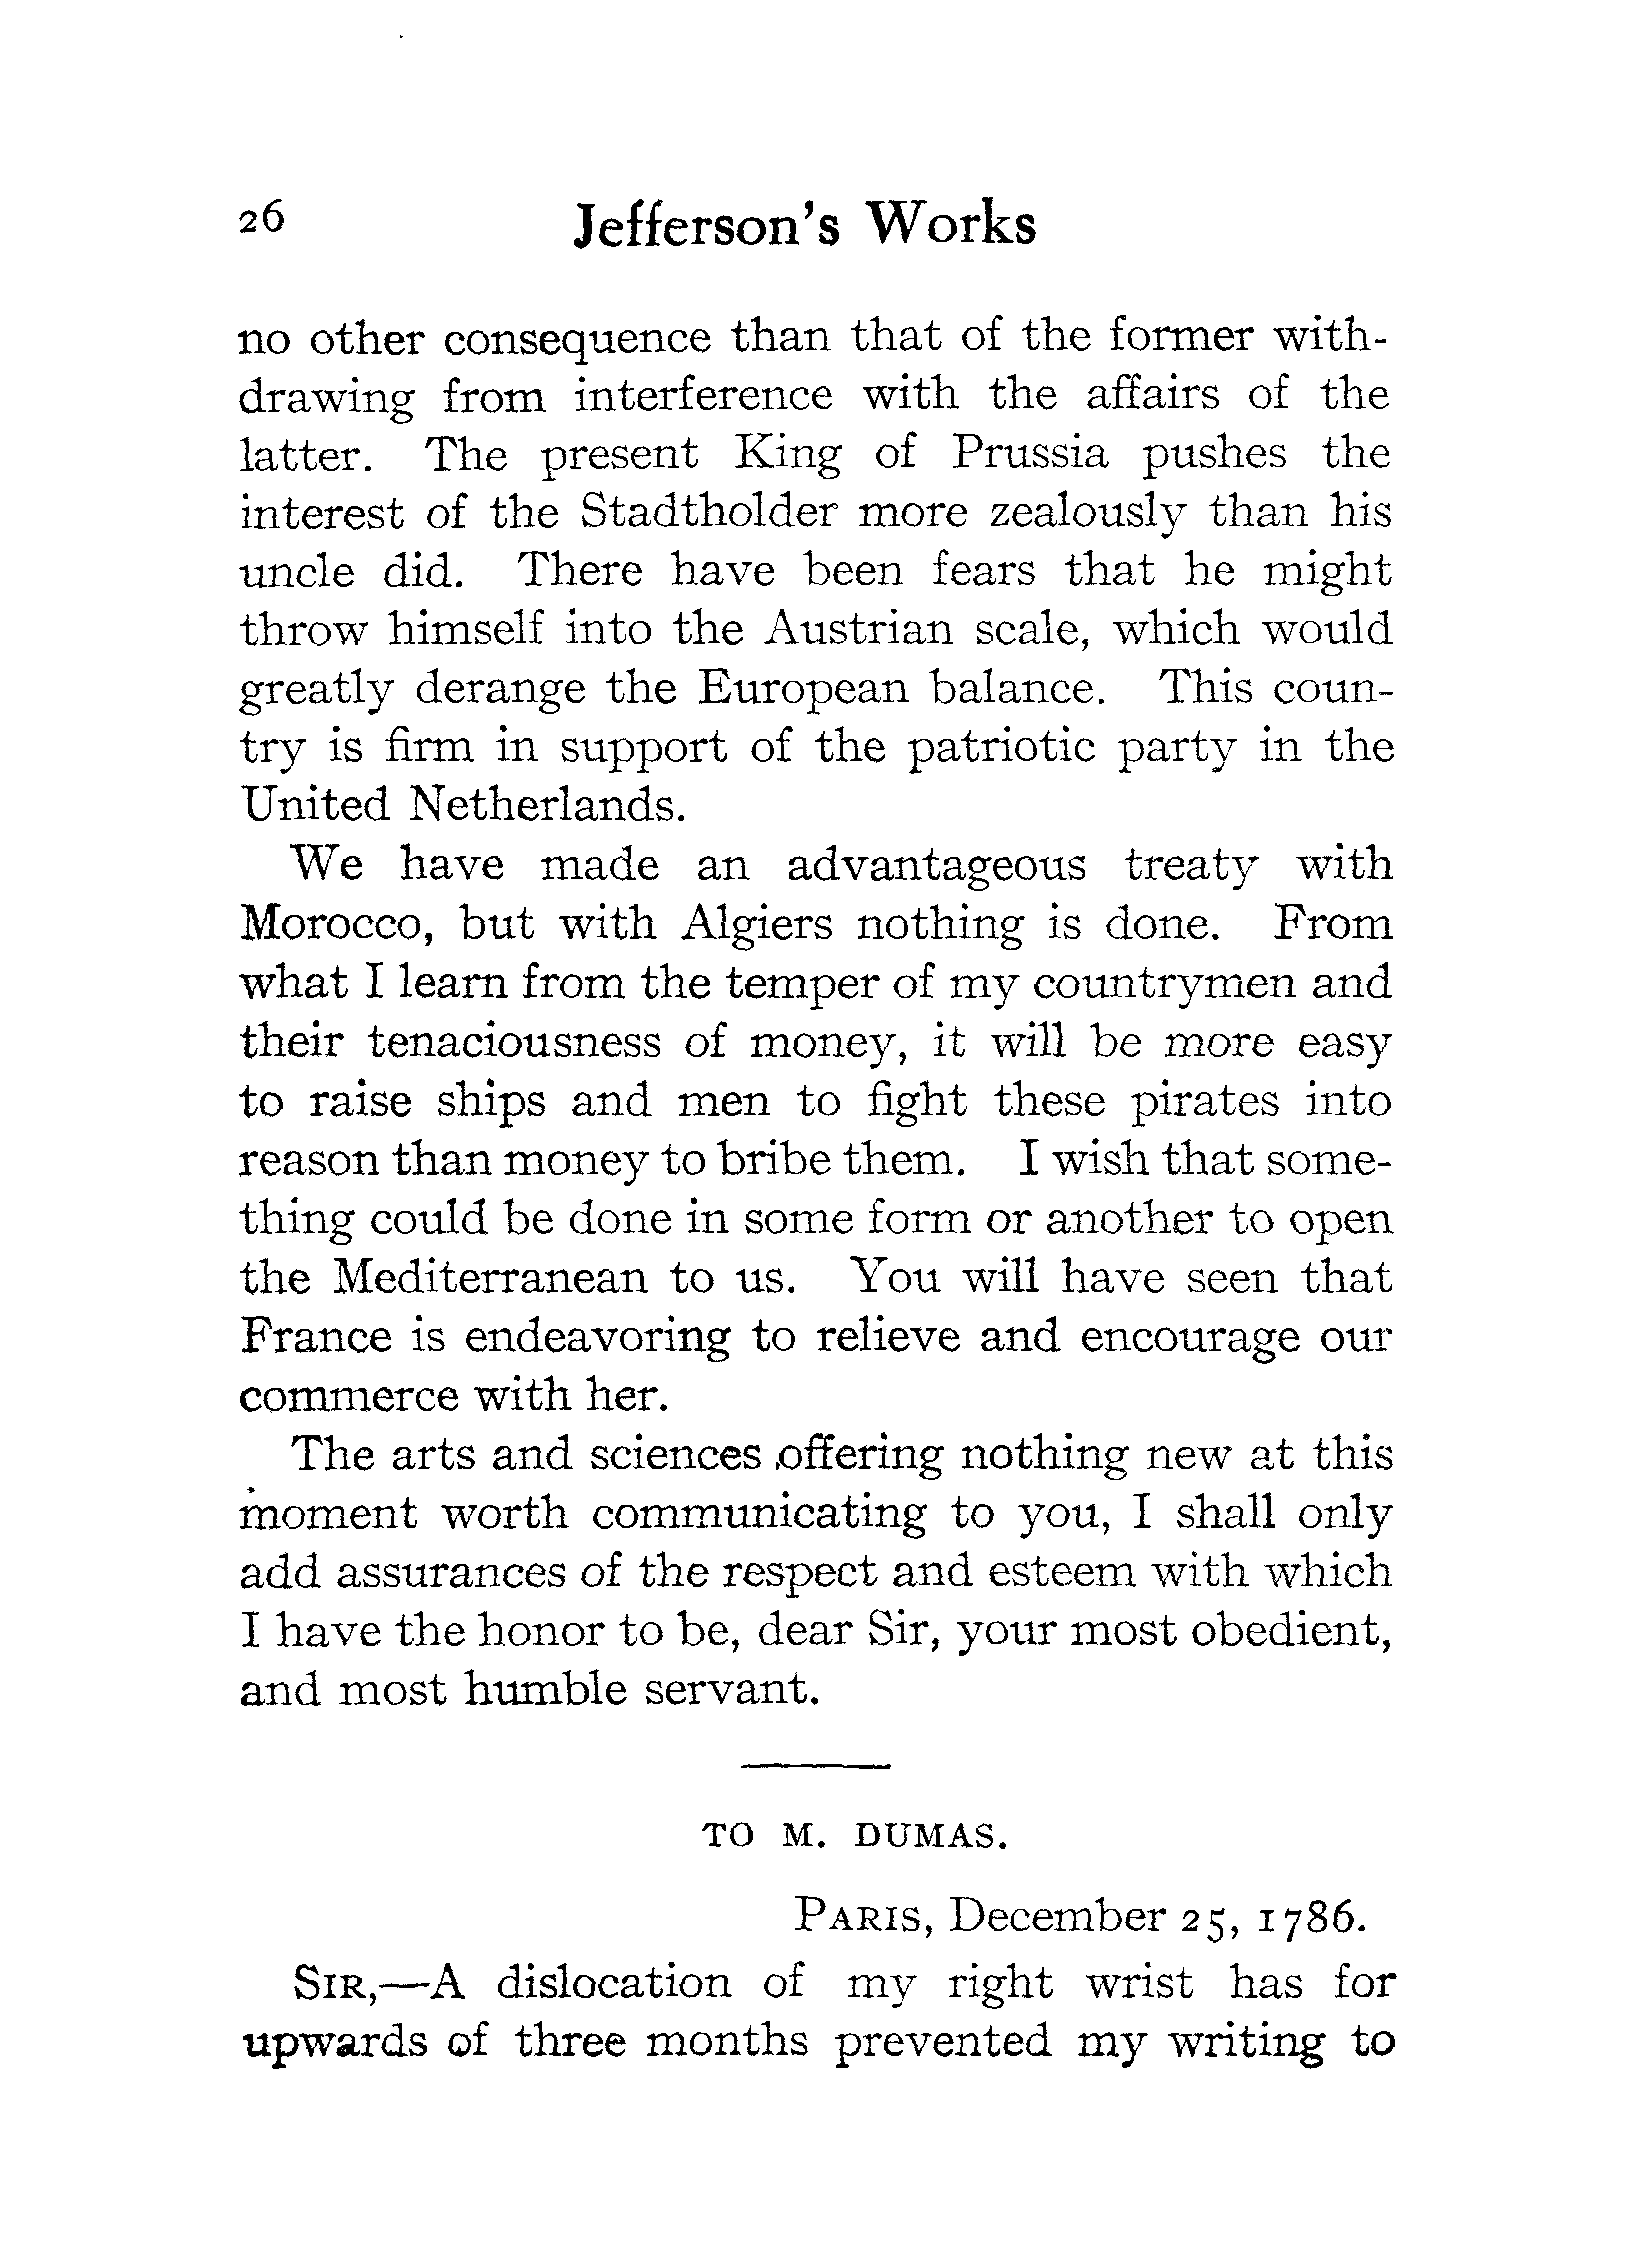 26 Jefferson's Works
no other consequence than that of the former with-
drawing from interference with the affairs of the
latter. The present King of Prussia pushes the
interest of the Stadtholder more zealously than his
uncle did. There have been fears that he might
throw himself into the Austrian scale, which would
greatly derange the European balance. This coun-
try is firm in support of the patriotic party in the
United Netherlands.
We have made an advantageous treaty with
Morocco, but with Algiers nothing is done. From
what I learn from the temper of my countrymen and
their tenaciousness of money, it will be more easy
to raise ships and men to fight these pirates into
reason than money to bribe them. I wish that some-
thing could be done in some form or another to open
the Mediterranean to us. You will have seen that
France is endeavoring to relieve and encourage our
commerce with her.
The arts and sciences offering nothing new at this
moment worth communicating to you, I shall only
add assurances of the respect and esteem with which
I have the honor to be, dear Sir, your most obedient,
and most humble servant.
TO M. DUMAS.
PARIS, December 25, 1786.
SIR,—A dislocation of my right wrist has for
upwards of three months prevented my writing to